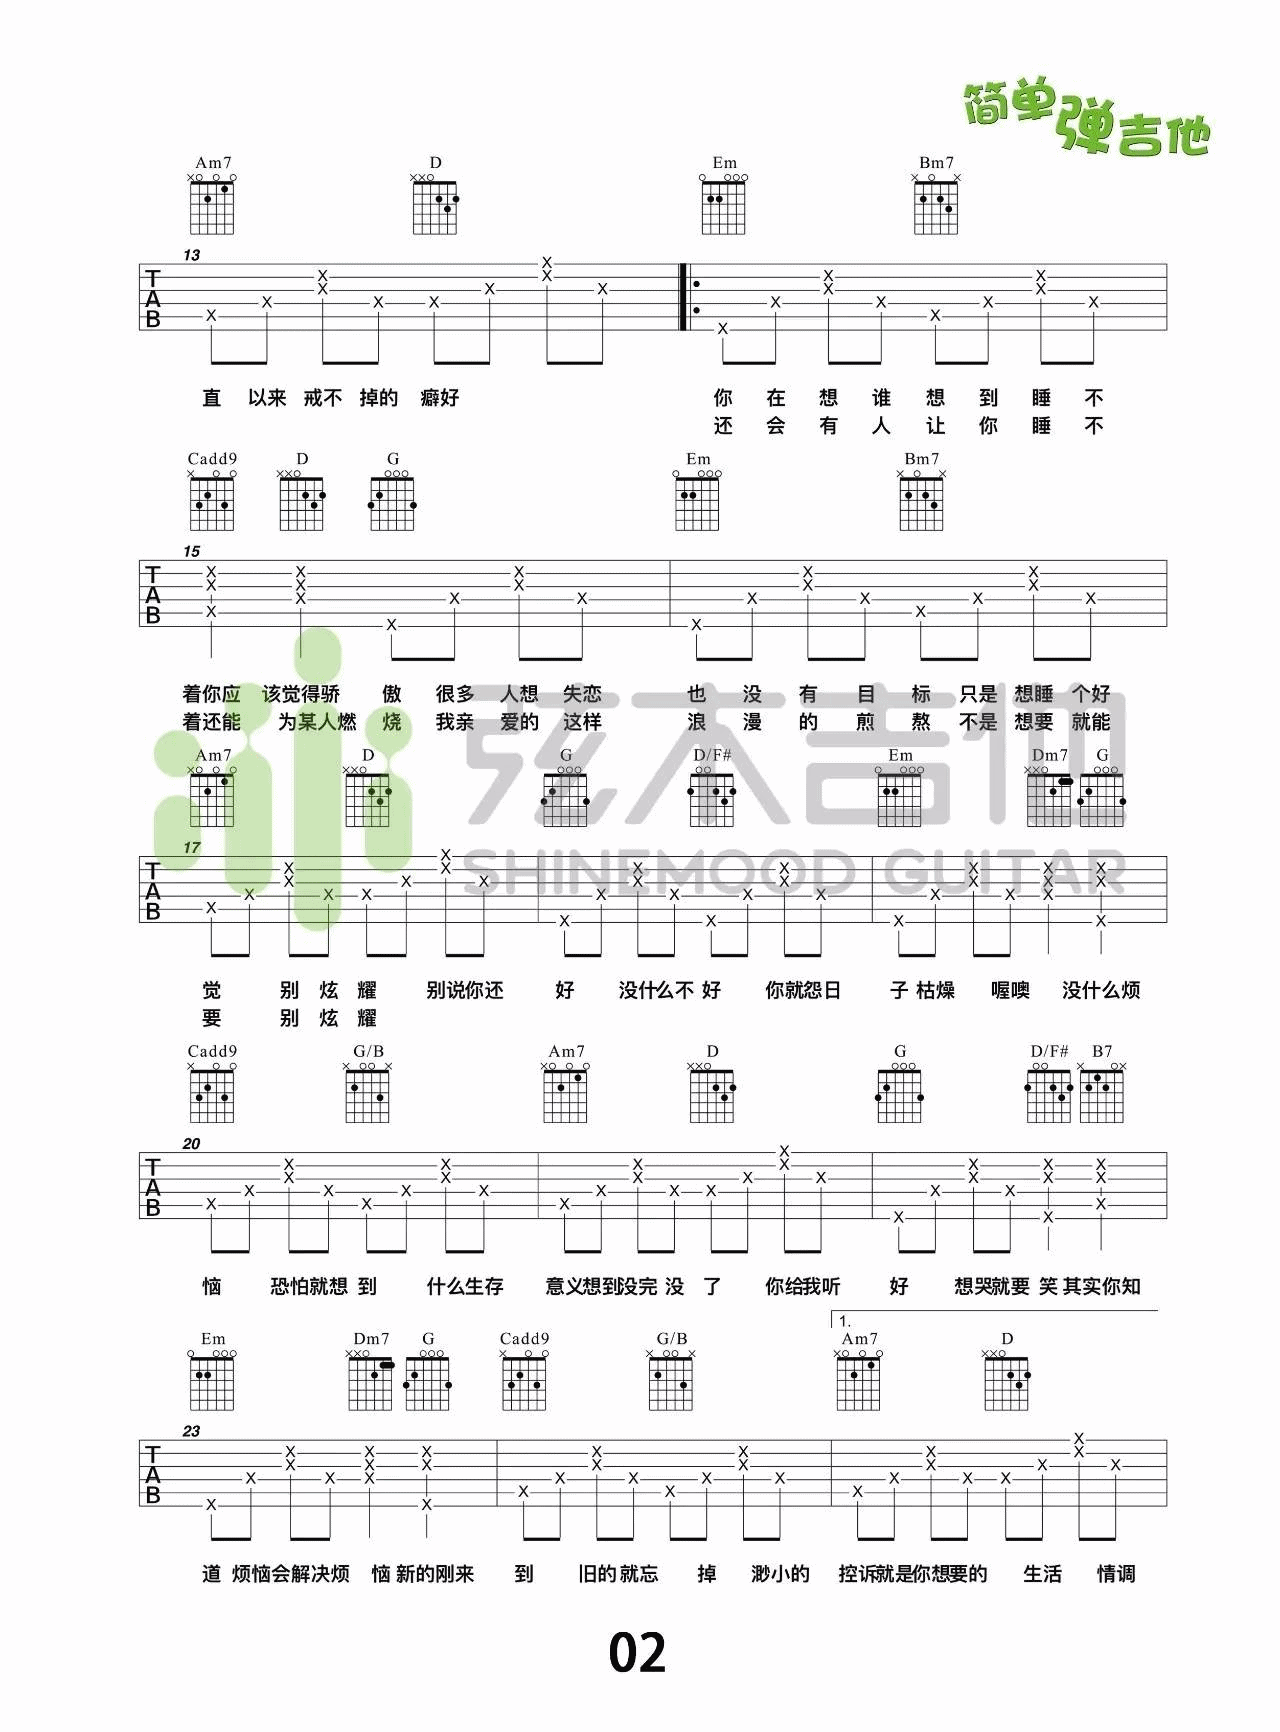 简单弹吉他
Am7 D Em Bm7
13
TAB
直 以来 戒不 掉的 癖好 你 在 想 谁 想 到 睡 不
还 会 有 人 让 你 睡 不
Cadd9 D G Em Bm7
15
TAB
着你应 该觉得骄 傲 很多 人想 失恋 也 没 有 目 标 只是 想睡 个好
着还能 为某人燃 烧 我亲 爱的 这样 浪 漫 的 煎 熬 不是 想要 就能
弦木吉他
SHINEMOOD GUITAR
Am7 D G D/F# Em Dm7 G
17
TAB
觉 别 炫 耀 别说你还 好 没什么不 好 你就怨日 子 枯燥 喔噢 没什么烦
要 别 炫 耀
Cadd9 G/B Am7 D G D/F# B7
20
TAB
恼 恐怕就想 到 什么生存 意义想到没完 没 了 你给我听 好 想哭就要 笑 其实你知
1.
Em Dm7 G Cadd9 G/B Am7 D
23
TAB
道 烦恼会解决烦 恼 新的刚来 到 旧的就忘 掉 渺小的 控诉就是你想要的 生活 情调
02